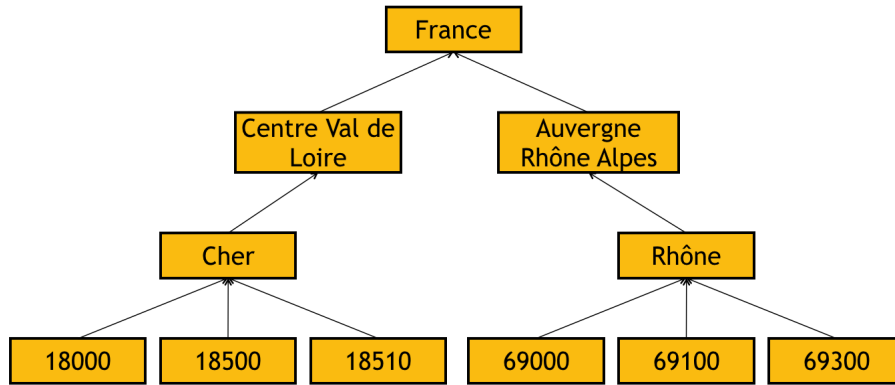 France
Centre Val de
Loire
Auvergne
Rhône Alpes
Cher
Rhône
18000
18500
18510
69000
69100
69300